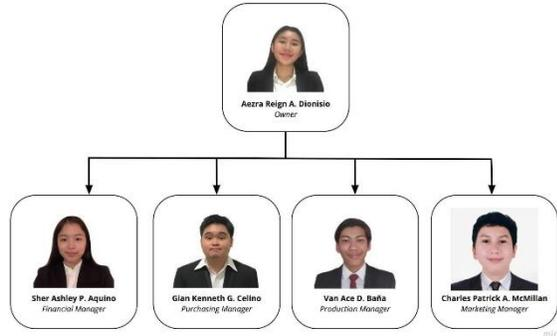 Aezra Reign A. Dionisio
Owner
Sher Ashley P. Aquino
Financial Manager
Gian Kenneth G. Celino
Purchasing Manager
Van Ace D. Baña
Production Manager
Charles Patrick A. McMillan
Marketing Manager